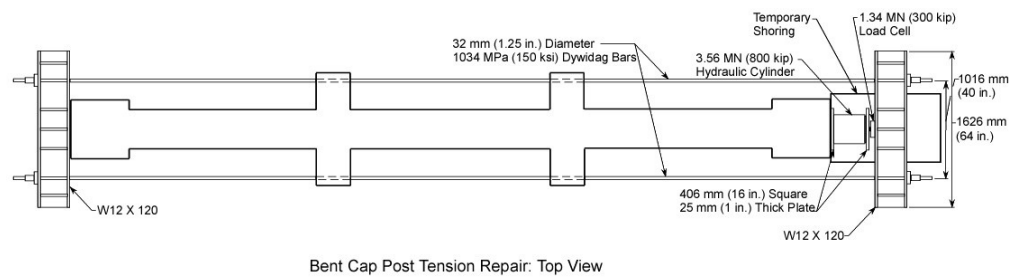 Temporary
Shoring
1.34 MN (300 kip)
Load Cell
32 mm (1.25 in.) Diameter
1034 MPa (150 ksi) Dywidag Bars
3.56 MN (800 kip)
Hydraulic Cylinder
1016 mm
(40 in.)
1626 mm
(64 in.)
406 mm (16 in.) Square
25 mm (1 in.) Thick Plate
W12 X 120
W12 X 120
Bent Cap Post Tension Repair: Top View